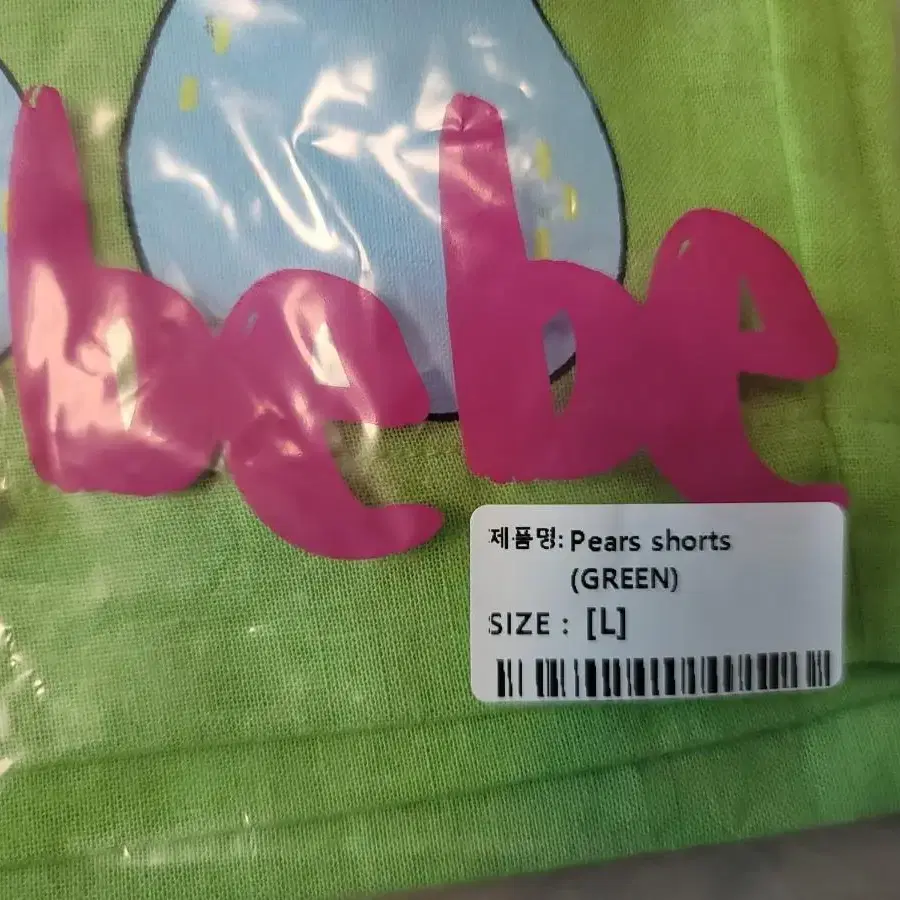 bebe
제품명: Pears shorts
(GREEN)
SIZE : [L]